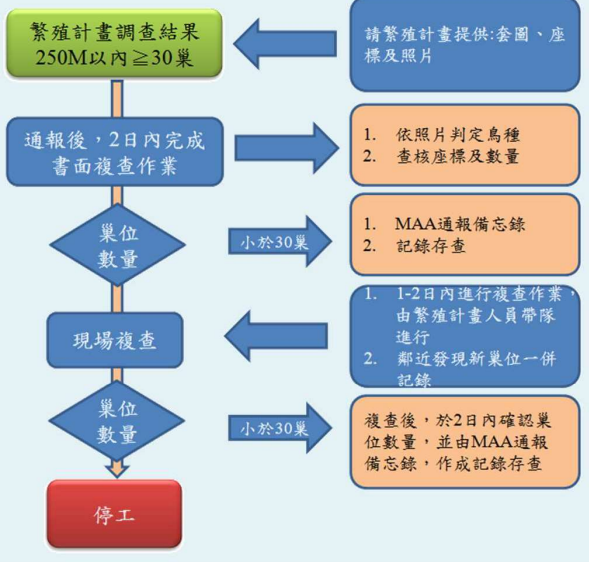 繁殖計畫調查結果
250M以內≧30巢
請繁殖計畫提供:套圖、座
標及照片
通報後，2日內完成
書面複查作業
1. 依照片判定鳥種
2. 查核座標及數量
巢位
數量
小於30巢
1. MAA通報備忘錄
2. 記錄存查
現場複查
1. 1-2日內進行複查作業，
由繁殖計畫人員帶隊
進行
2. 鄰近發現新巢位一併
記錄
巢位
數量
小於30巢
複查後，於2日內確認巢
位數量，並由MAA通報
備忘錄，作成記錄存查
停工